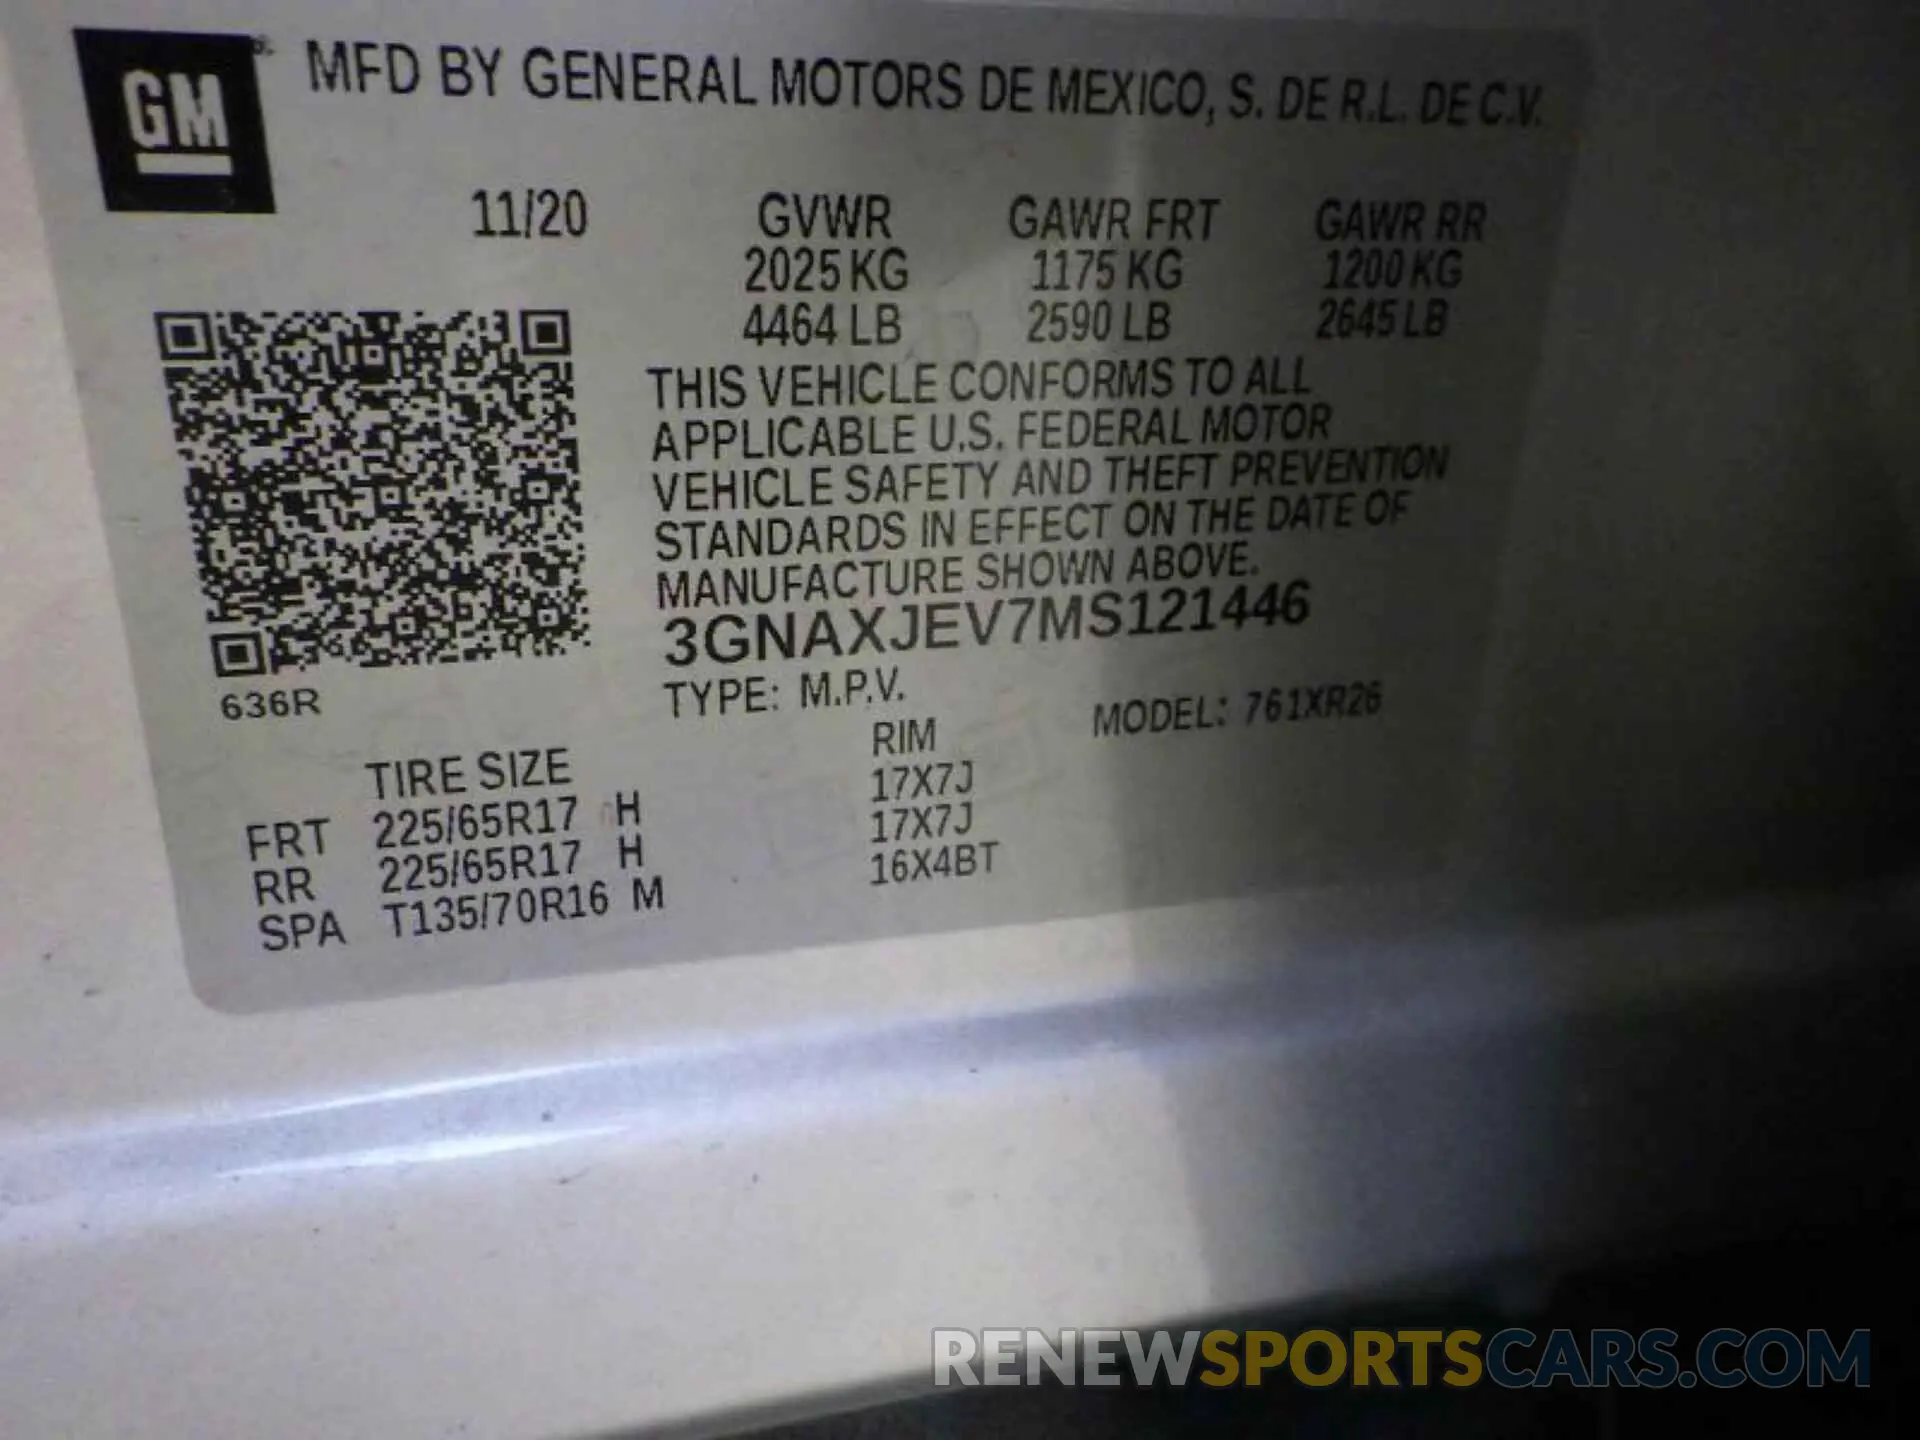 GM MFD BY GENERAL MOTORS DE MEXICO, S. DE R.L. DE C.V.
11/20 GVWR GAWR FRT GAWR RR
2025 KG 1175 KG 1200 KG
4464 LB 2590 LB 2645 LB
THIS VEHICLE CONFORMS TO ALL
APPLICABLE U.S. FEDERAL MOTOR
VEHICLE SAFETY AND THEFT PREVENTION
STANDARDS IN EFFECT ON THE DATE OF
MANUFACTURE SHOWN ABOVE.
3GNAXJEV7MS121446
636R
TYPE: M.P.V. MODEL: 761XR26
TIRE SIZE RIM
FRT 225/65R17 H 17X7J
RR 225/65R17 H 17X7J
SPA T135/70R16 M 16X4BT
RENEWSPORTSCARS.COM